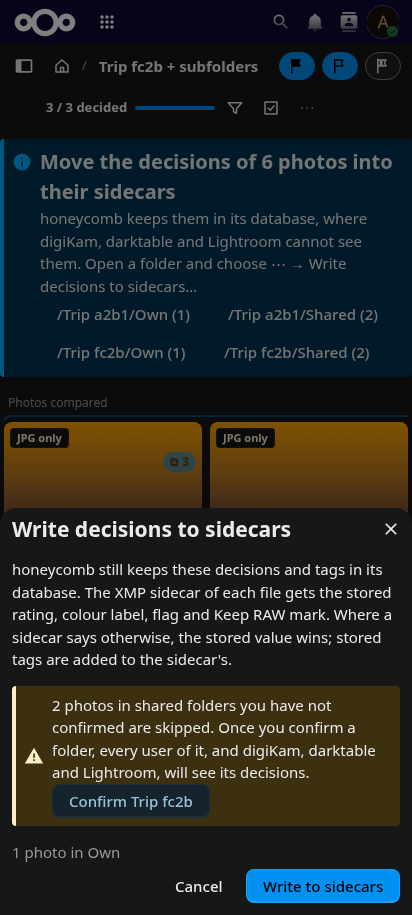 A
/ Trip fc2b + subfolders
3 / 3 decided
Move the decisions of 6 photos into
their sidecars
honeycomb keeps them in its database, where
digiKam, darktable and Lightroom cannot see
them. Open a folder and choose ⋯ → Write
decisions to sidecars...
/Trip a2b1/Own (1) /Trip a2b1/Shared (2)
/Trip fc2b/Own (1) /Trip fc2b/Shared (2)
Photos compared
JPG only JPG only
3
Write decisions to sidecars
honeycomb still keeps these decisions and tags in its
database. The XMP sidecar of each file gets the stored
rating, colour label, flag and Keep RAW mark. Where a
sidecar says otherwise, the stored value wins; stored
tags are added to the sidecar's.
2 photos in shared folders you have not
confirmed are skipped. Once you confirm a
folder, every user of it, and digiKam, darktable
and Lightroom, will see its decisions.
Confirm Trip fc2b
1 photo in Own
Cancel Write to sidecars